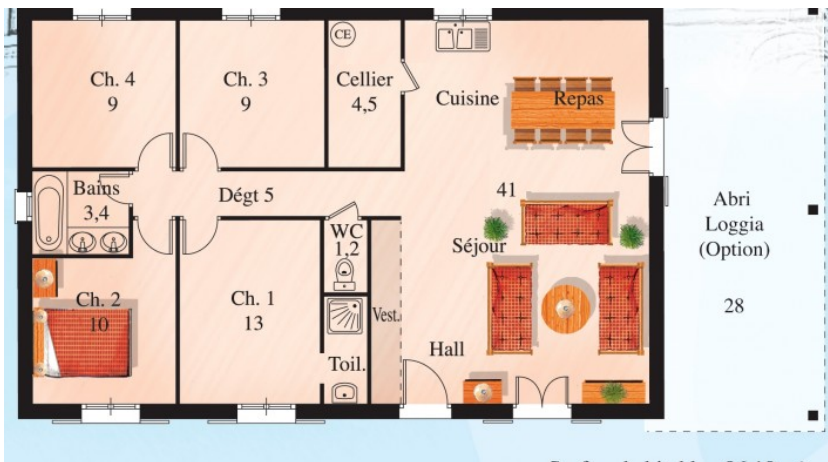 Ch. 4
9
Ch. 3
9
CE
Cellier
4,5
Cuisine
Repas
Bains
3,4
Dégt 5
41
Abri
Loggia
(Option)
28
WC
1,2
Séjour
Ch. 2
10
Ch. 1
13
Vest.
Toil.
Hall